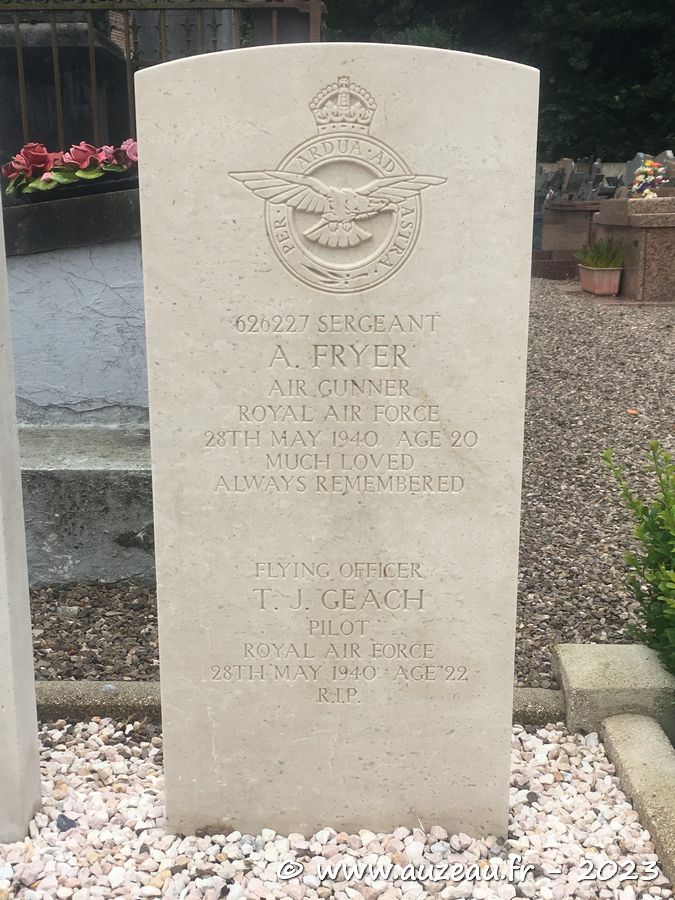 PER ARDUA AD ASTRA
626227 SERGEANT
A. FRYER
AIR GUNNER
ROYAL AIR FORCE
28TH MAY 1940 AGE 20
MUCH LOVED
ALWAYS REMEMBERED
FLYING OFFICER
T. J. GEACH
PILOT
ROYAL AIR FORCE
28TH MAY 1940 AGE 22
R.I.P.
© www.auzeau.fr - 2023